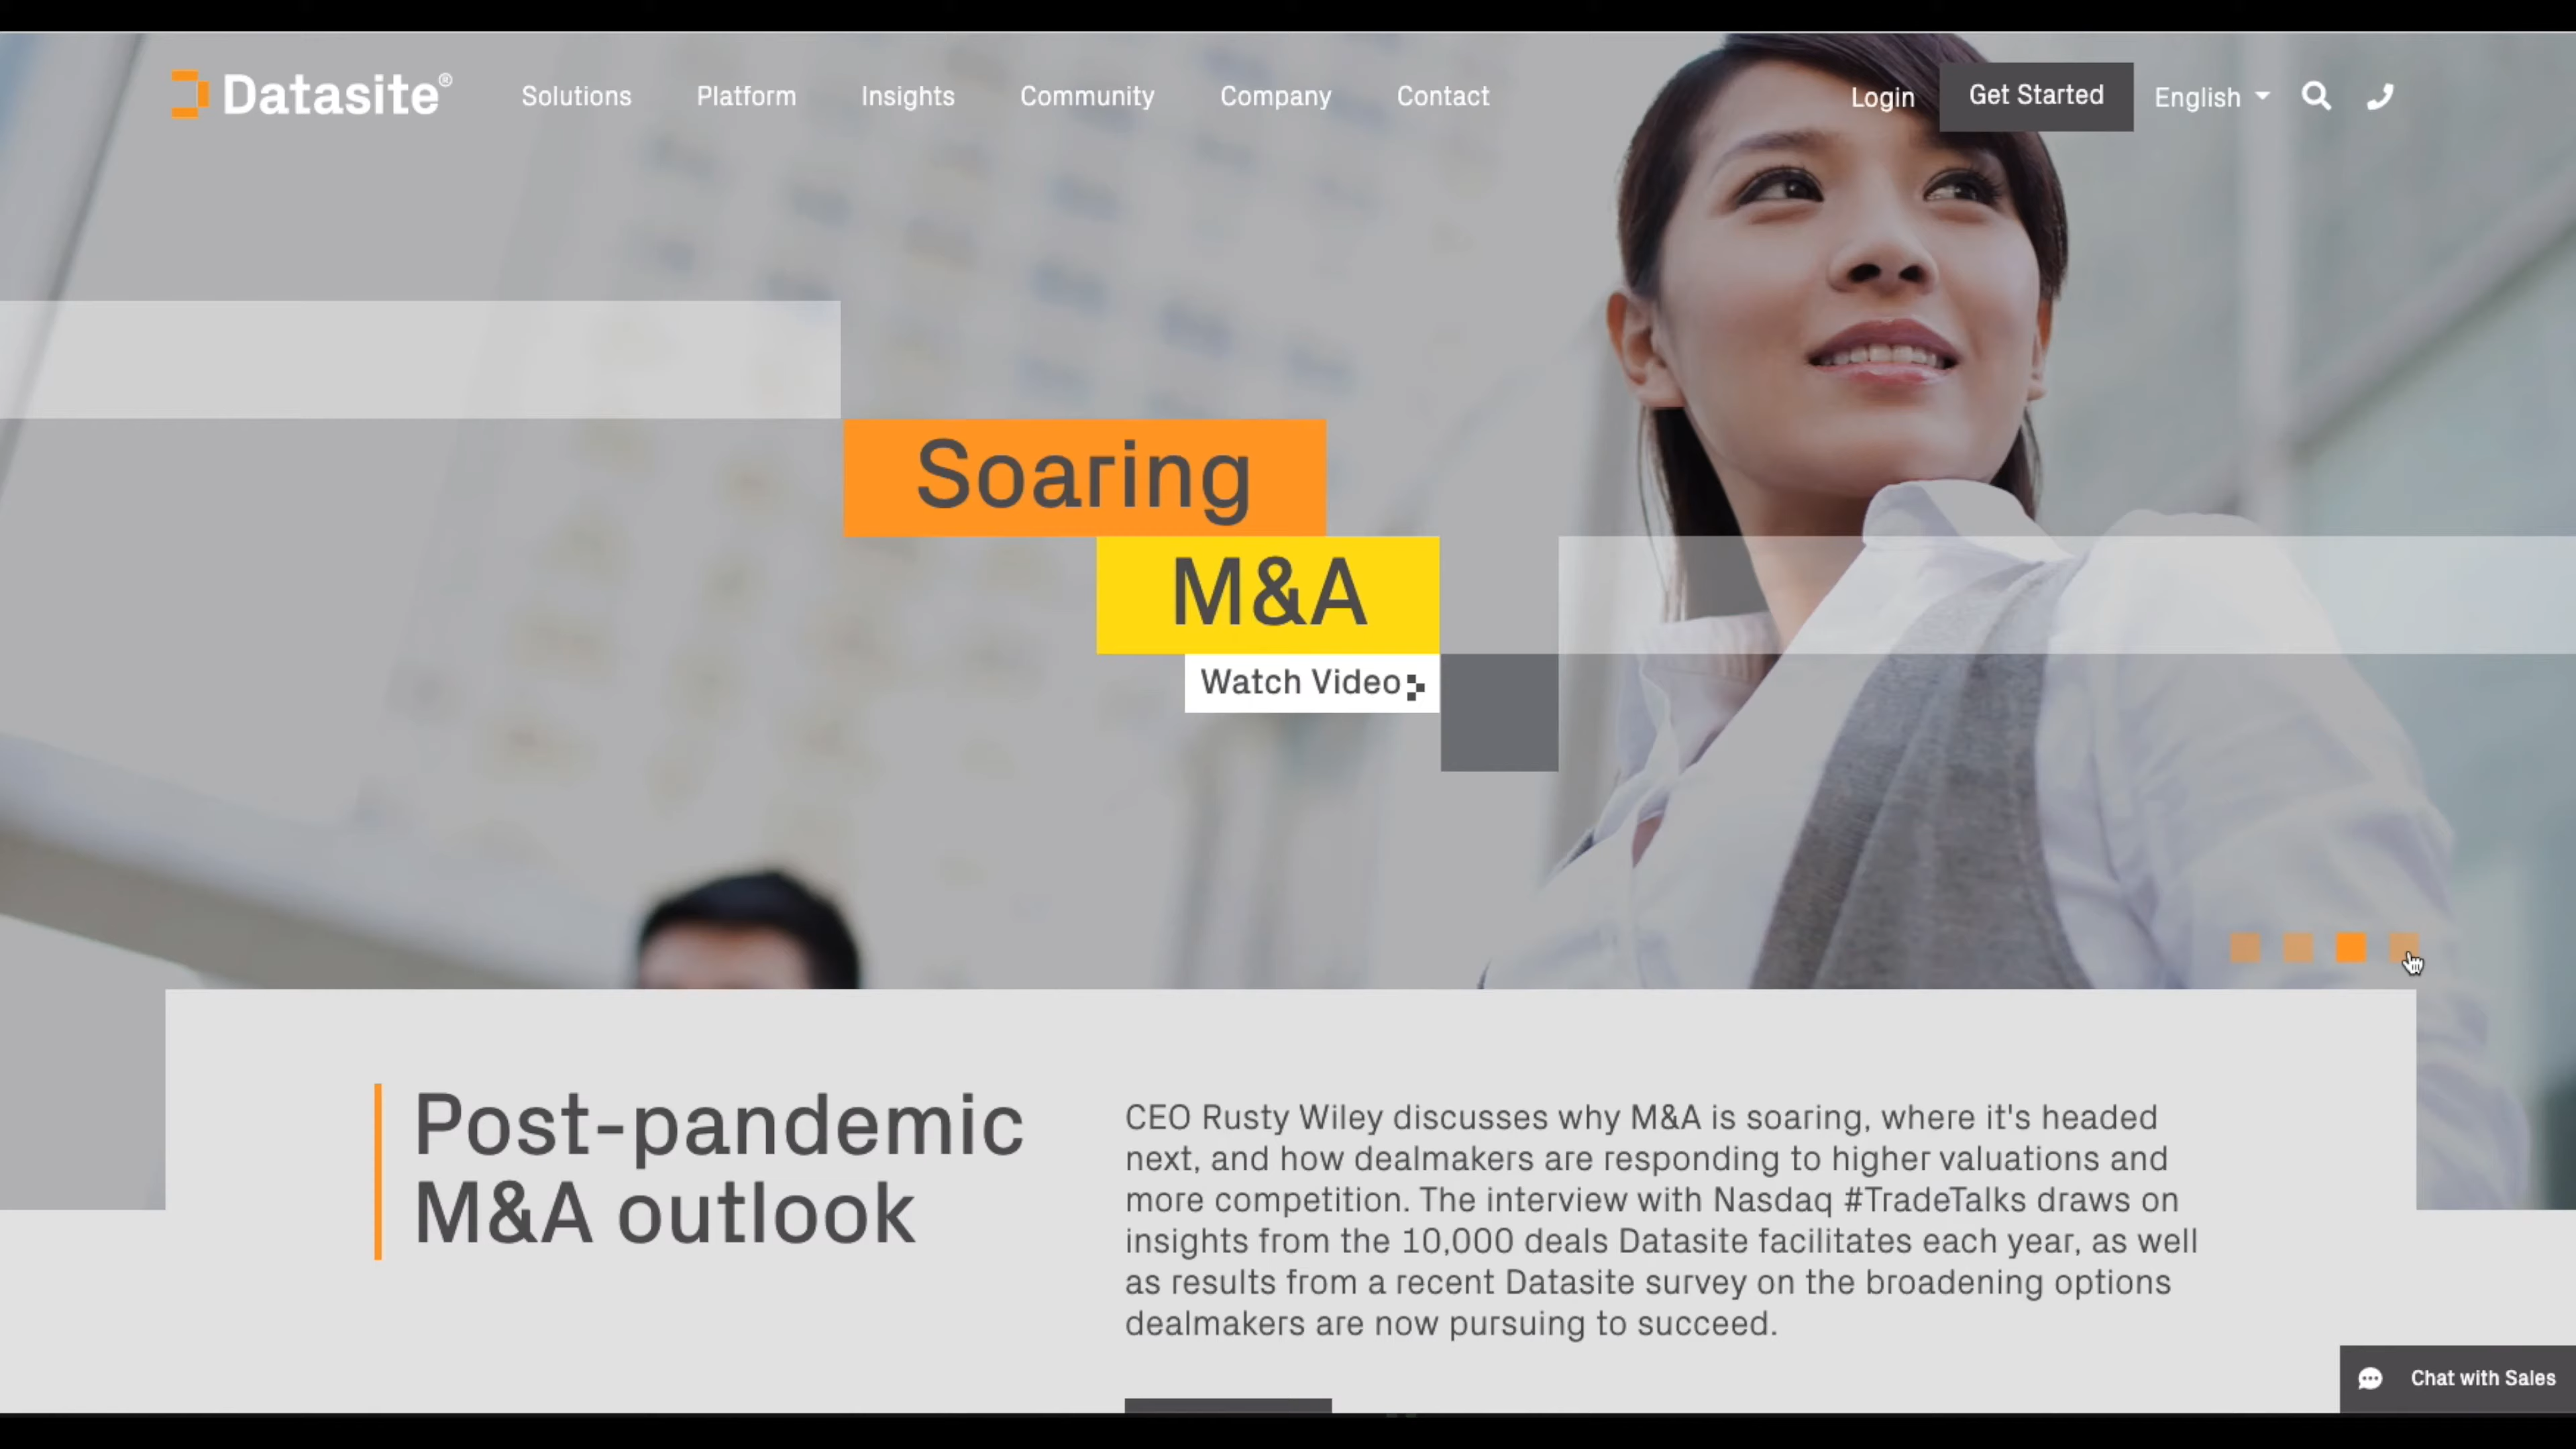 Datasite®
Solutions
Platform
Insights
Community
Company
Contact
Login
Get Started
English
Soaring
M&A
Watch Video
Post-pandemic
M&A outlook
CEO Rusty Wiley discusses why M&A is soaring, where it's headed
next, and how dealmakers are responding to higher valuations and
more competition. The interview with Nasdaq #TradeTalks draws on
insights from the 10,000 deals Datasite facilitates each year, as well
as results from a recent Datasite survey on the broadening options
dealmakers are now pursuing to succeed.
Chat with Sales